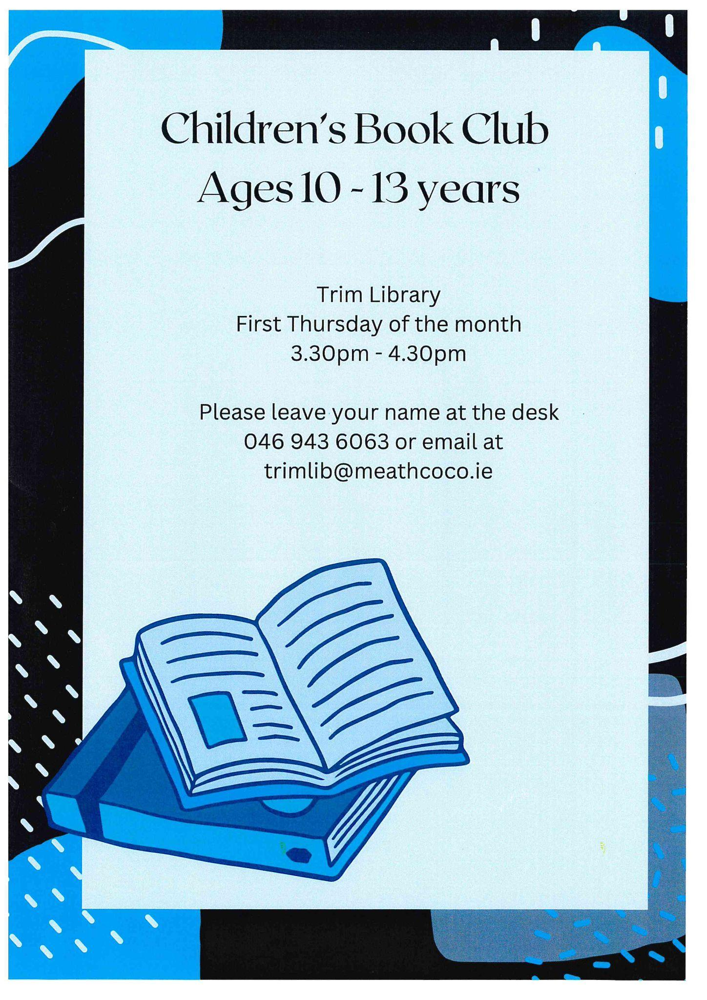 Children's Book Club
Ages 10 - 13 years
Trim Library
First Thursday of the month
3.30pm - 4.30pm
Please leave your name at the desk
046 943 6063 or email at
trimlib@meathcoco.ie